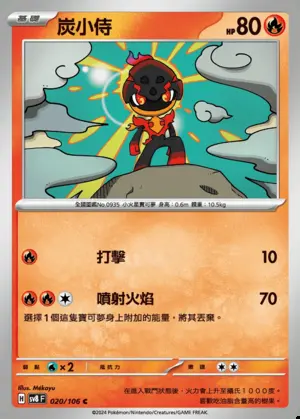 基礎 炭小侍 HP80
全國圖鑑No.0935 小火星寶可夢 身高：0.6m 體重：10.5kg
打擊 10
噴射火焰 70
選擇1個這隻寶可夢身上附加的能量，將其丟棄。
弱點 ×2 抵抗力 撤退
Illus. Mékayu
H sv8 F 020/106 C
在進入戰鬥狀態後，火力會上升至攝氏１０００度。
喜歡吃油脂含量高的樹果。
©2024 Pokémon/Nintendo/Creatures/GAME FREAK.